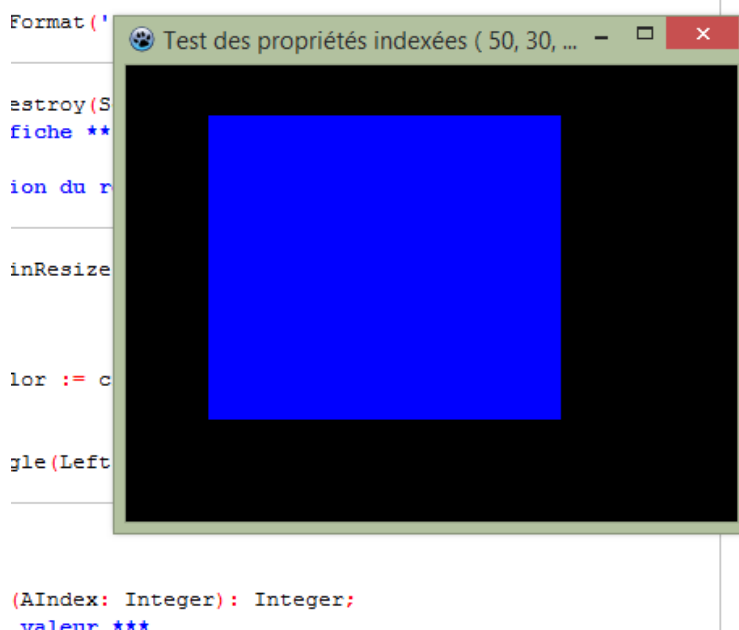 Format('
Test des propriétés indexées ( 50, 30, ...
estroy(S
fiche **
ion du r
inResize
lor := c
gle(Left
(AIndex: Integer): Integer;
valeur ***